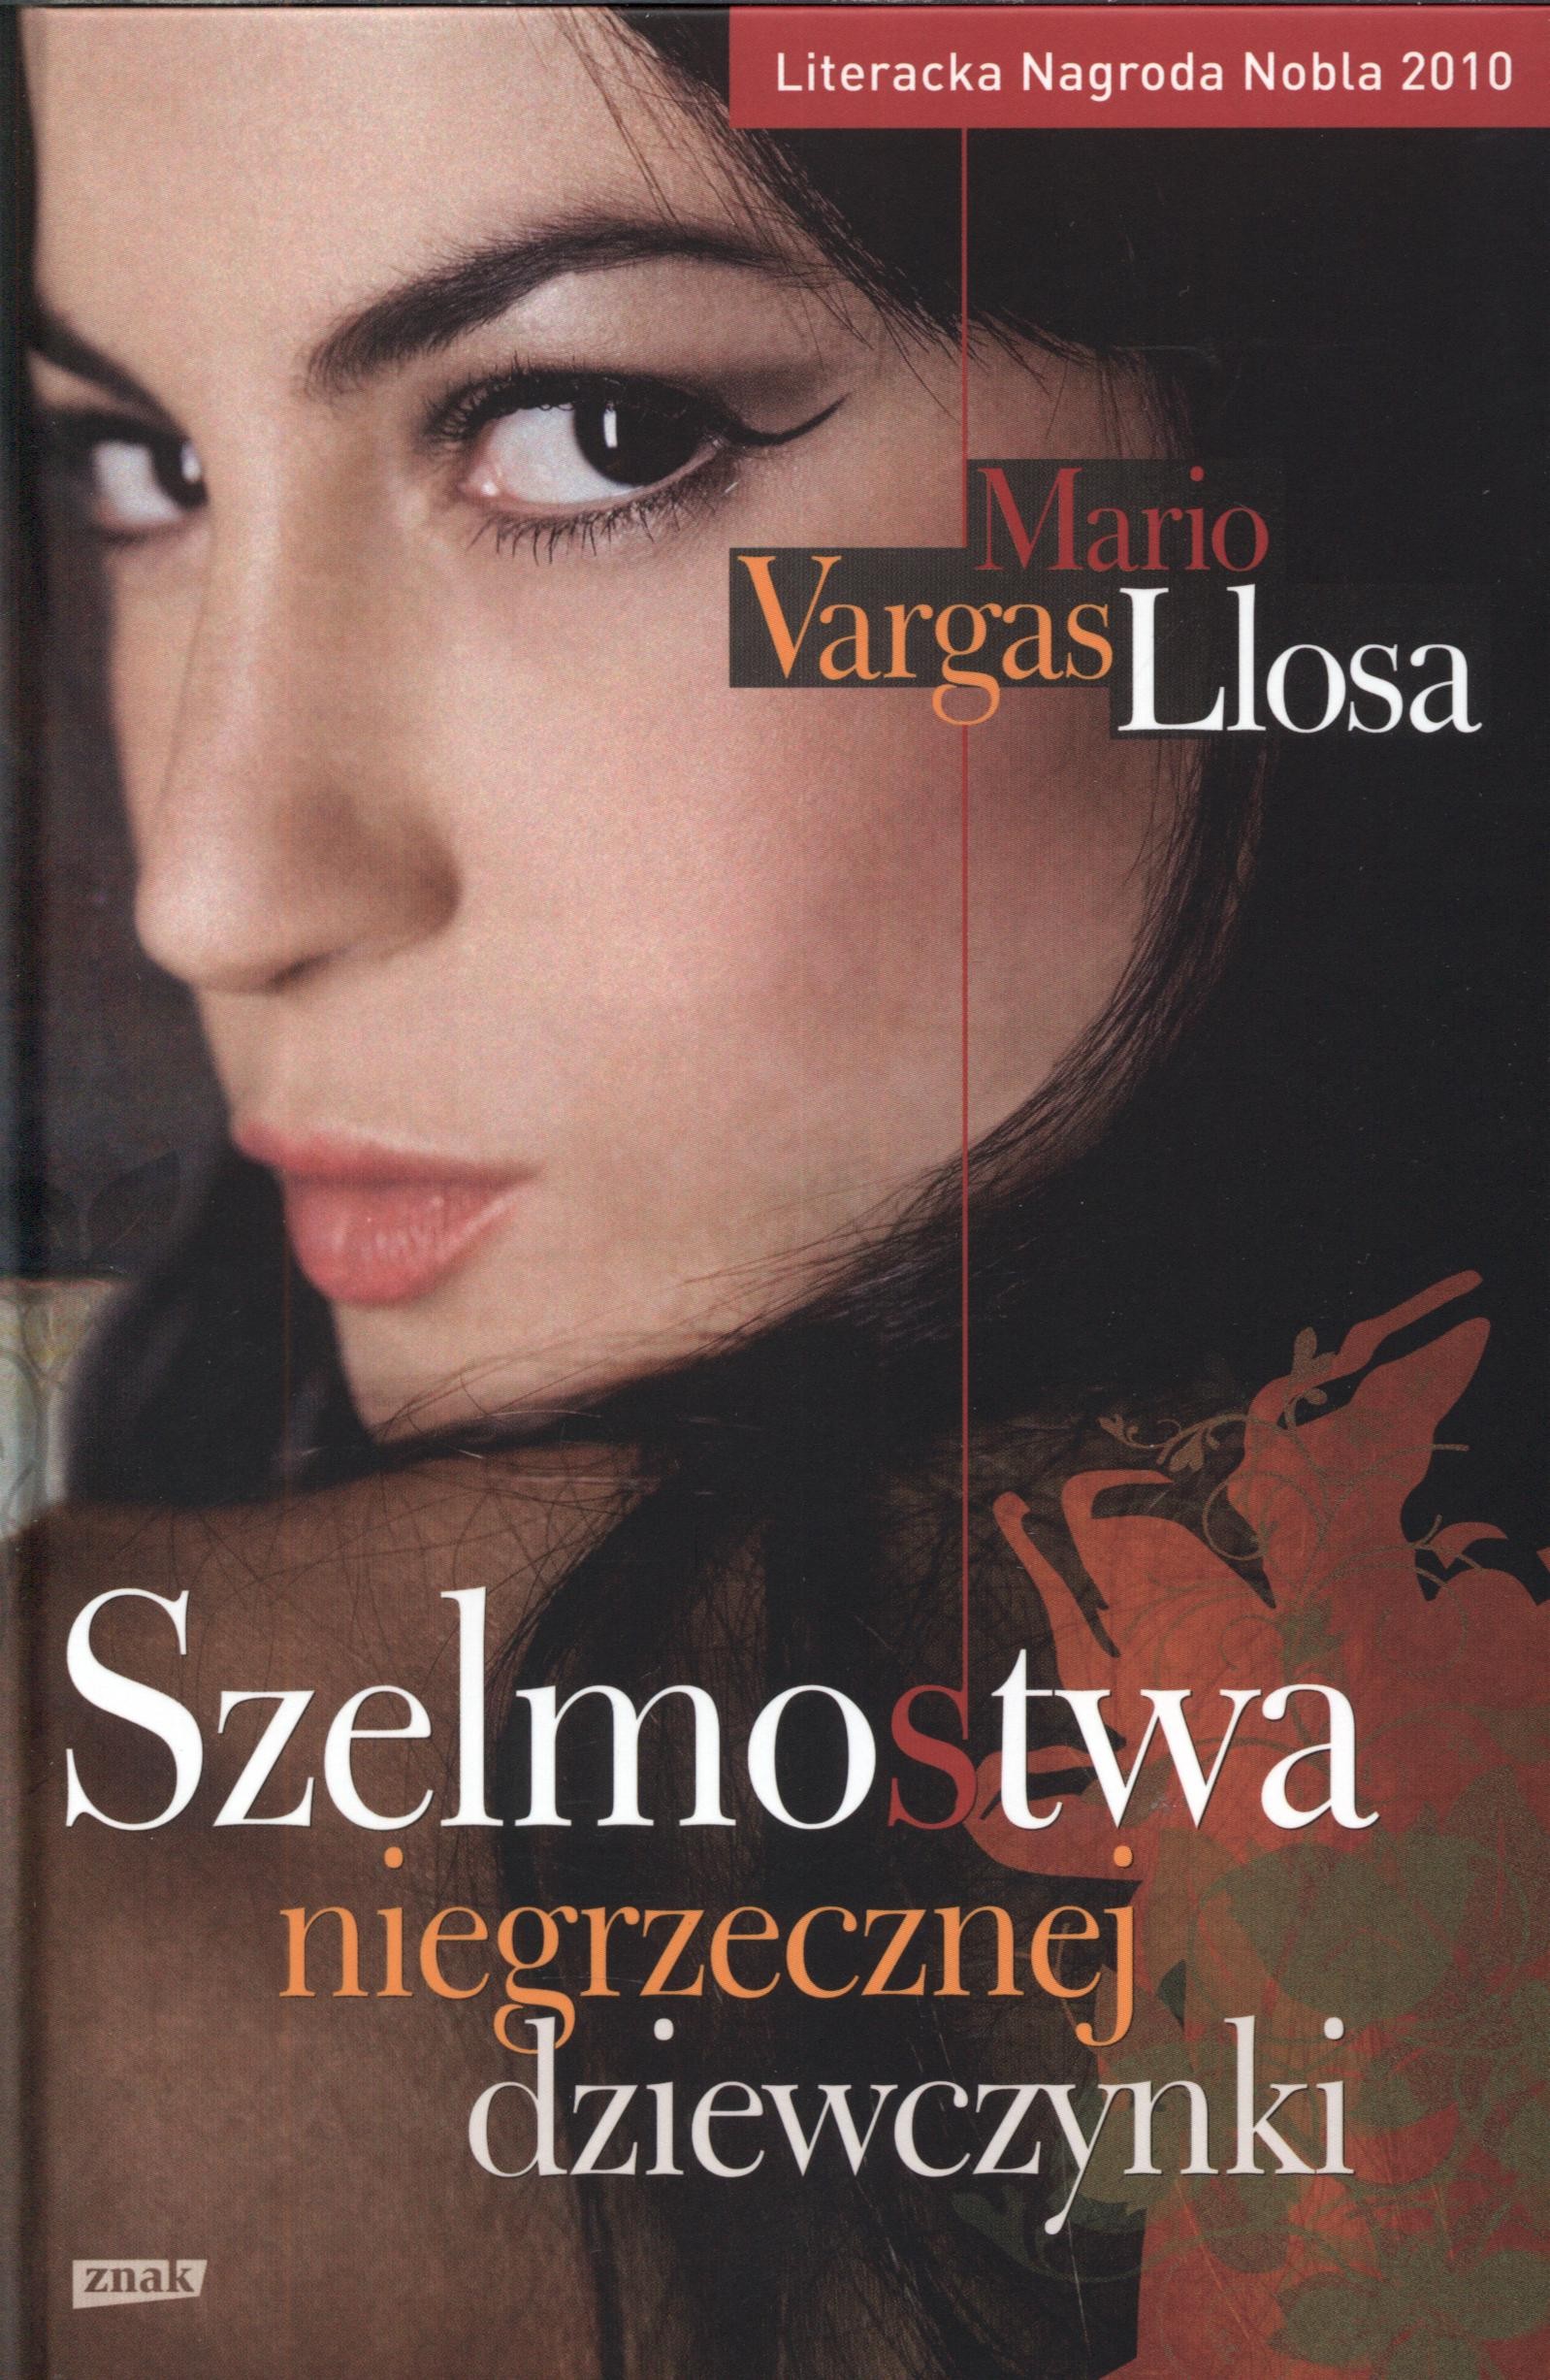 Literacka Nagroda Nobla 2010
Mario
Vargas Llosa
Szelmostwa
niegrzecznej
dziewczynki
znak